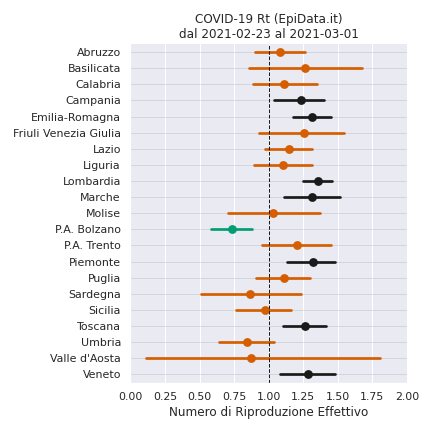 COVID-19 Rt (EpiData.it)
dal 2021-02-23 al 2021-03-01
Abruzzo
Basilicata
Calabria
Campania
Emilia-Romagna
Friuli Venezia Giulia
Lazio
Liguria
Lombardia
Marche
Molise
P.A. Bolzano
P.A. Trento
Piemonte
Puglia
Sardegna
Sicilia
Toscana
Umbria
Valle d'Aosta
Veneto
0.00 0.25 0.50 0.75 1.00 1.25 1.50 1.75 2.00
Numero di Riproduzione Effettivo